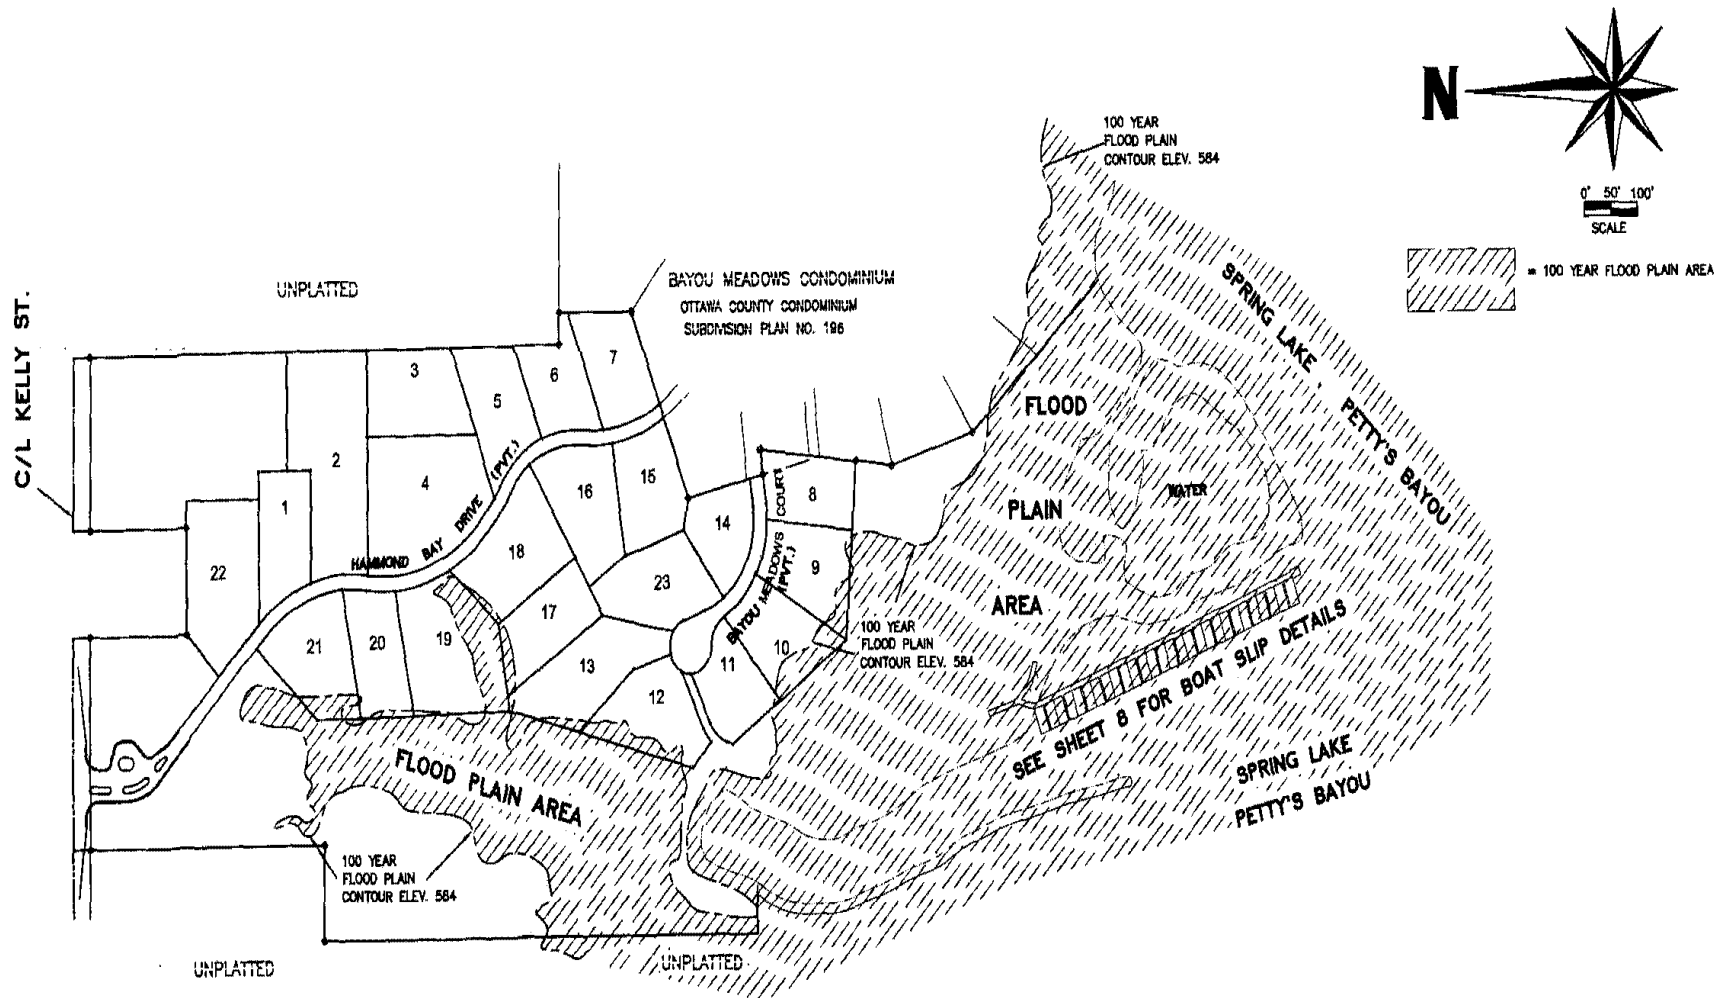 N
0' 50' 100'
SCALE
= 100 YEAR FLOOD PLAIN AREA
100 YEAR
FLOOD PLAIN
CONTOUR ELEV. 584
SPRING LAKE
PETTY'S BAYOU
UNPLATTED
BAYOU MEADOWS CONDOMINIUM
OTTAWA COUNTY CONDOMINIUM
SUBDIVISION PLAN NO. 196
C/L KELLY ST.
3
7
6
5
2
4
1
22
HAMMOND BAY DRIVE (PVT.)
16
15
14
8
18
9
23
17
BAYOU MEADOWS COURT
(PVT.)
21
20
19
13
12
11
10
FLOOD
PLAIN
AREA
WATER
100 YEAR
FLOOD PLAIN
CONTOUR ELEV. 584
SEE SHEET 8 FOR BOAT SLIP DETAILS
SPRING LAKE
PETTY'S BAYOU
FLOOD PLAIN AREA
100 YEAR
FLOOD PLAIN
CONTOUR ELEV. 584
UNPLATTED
UNPLATTED